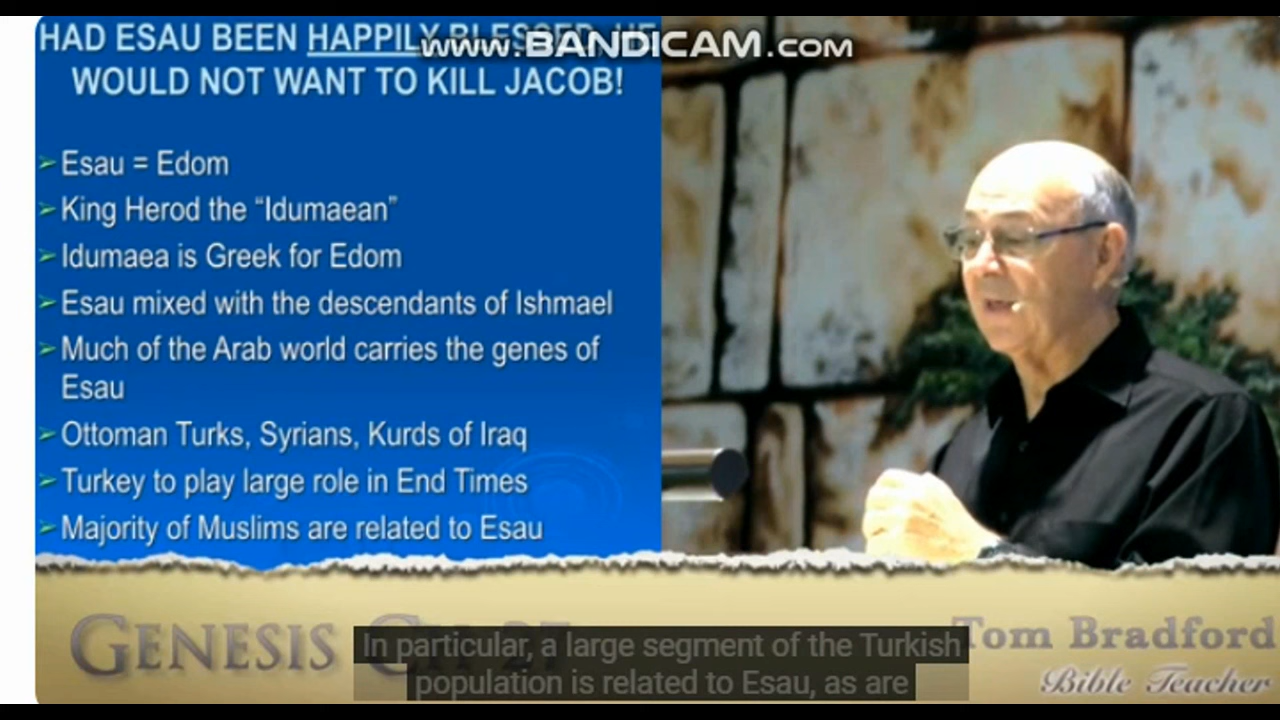 HAD ESAU BEEN HAPPILY BLESSED, HE
www.BANDICAM.com
WOULD NOT WANT TO KILL JACOB!
➢ Esau = Edom
➢ King Herod the “Idumaean”
➢ Idumaea is Greek for Edom
➢ Esau mixed with the descendants of Ishmael
➢ Much of the Arab world carries the genes of
Esau
➢ Ottoman Turks, Syrians, Kurds of Iraq
➢ Turkey to play large role in End Times
➢ Majority of Muslims are related to Esau
GENESIS CH 27
Tom Bradford
Bible Teacher
In particular, a large segment of the Turkish
population is related to Esau, as are